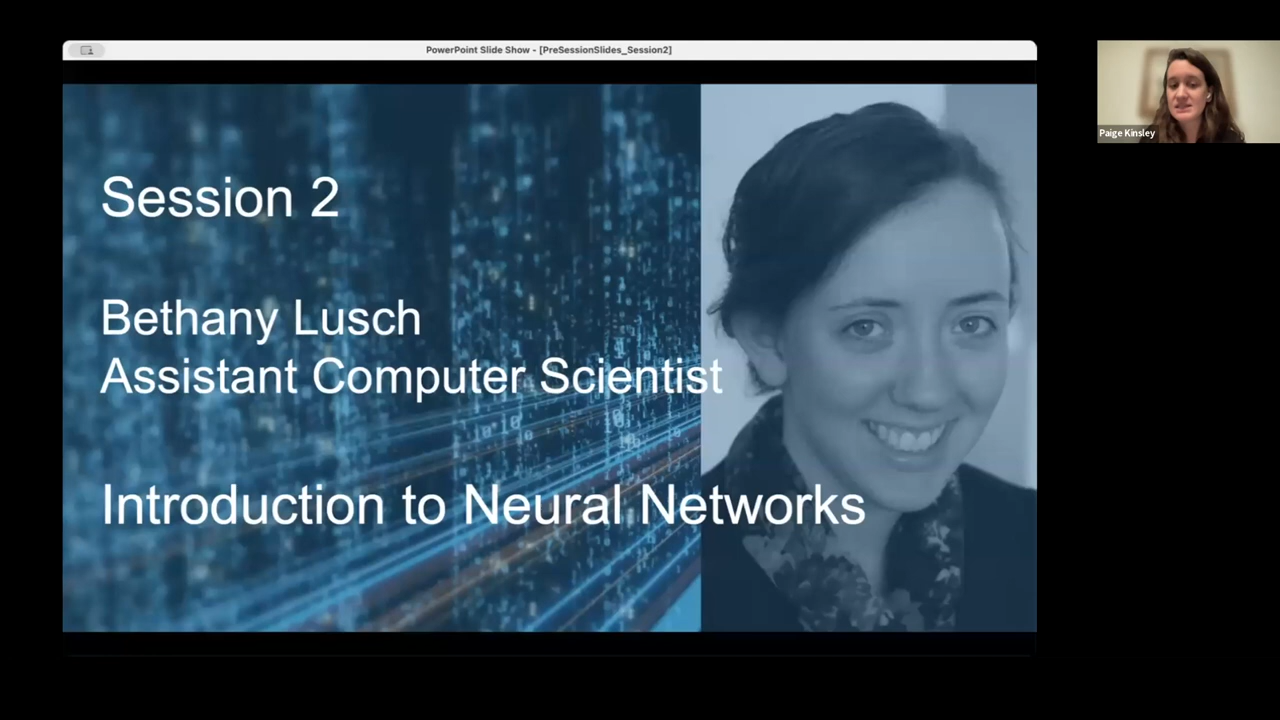 PowerPoint Slide Show - [PreSessionSlides_Session2]
Session 2
Bethany Lusch
Assistant Computer Scientist
Introduction to Neural Networks
Paige Kinsley